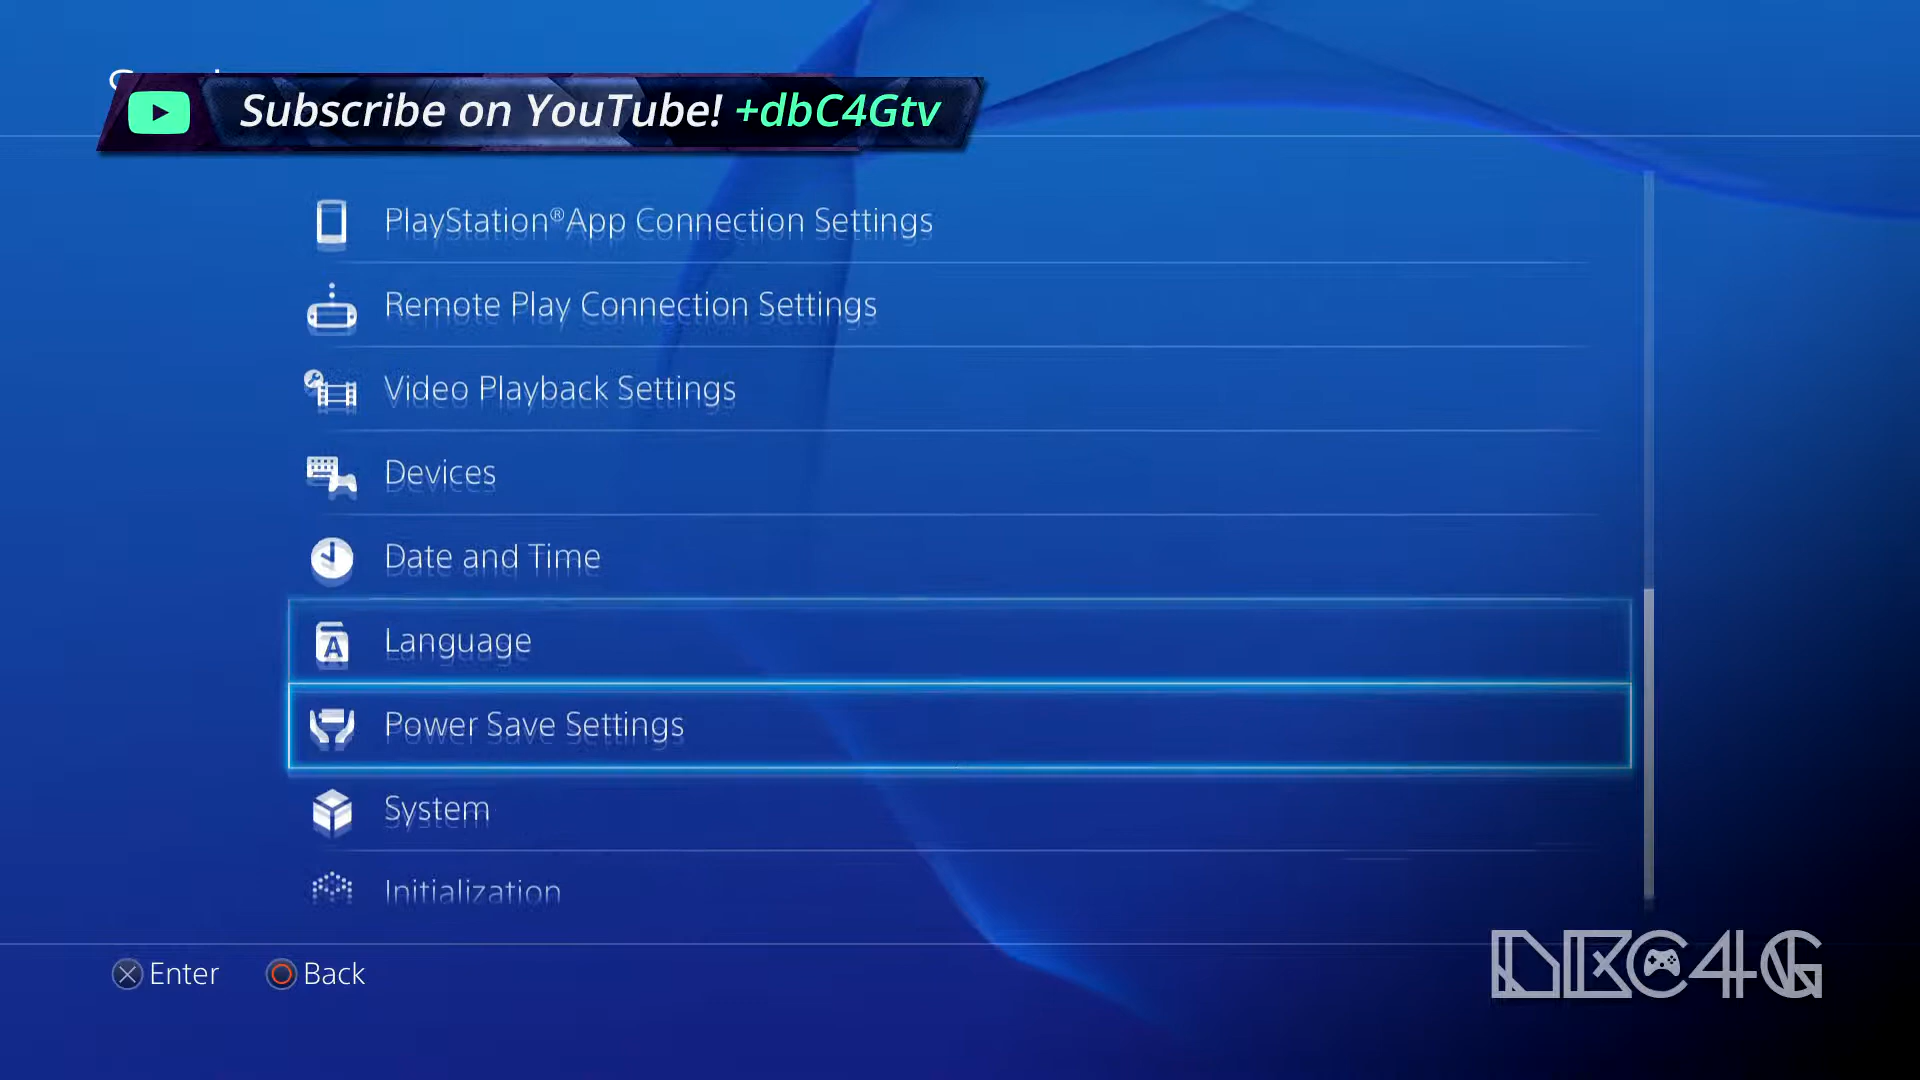 Subscribe on YouTube! +dbC4Gtv
PlayStation®App Connection Settings
Remote Play Connection Settings
Video Playback Settings
Devices
Date and Time
Language
Power Save Settings
System
Initialization
Enter Back